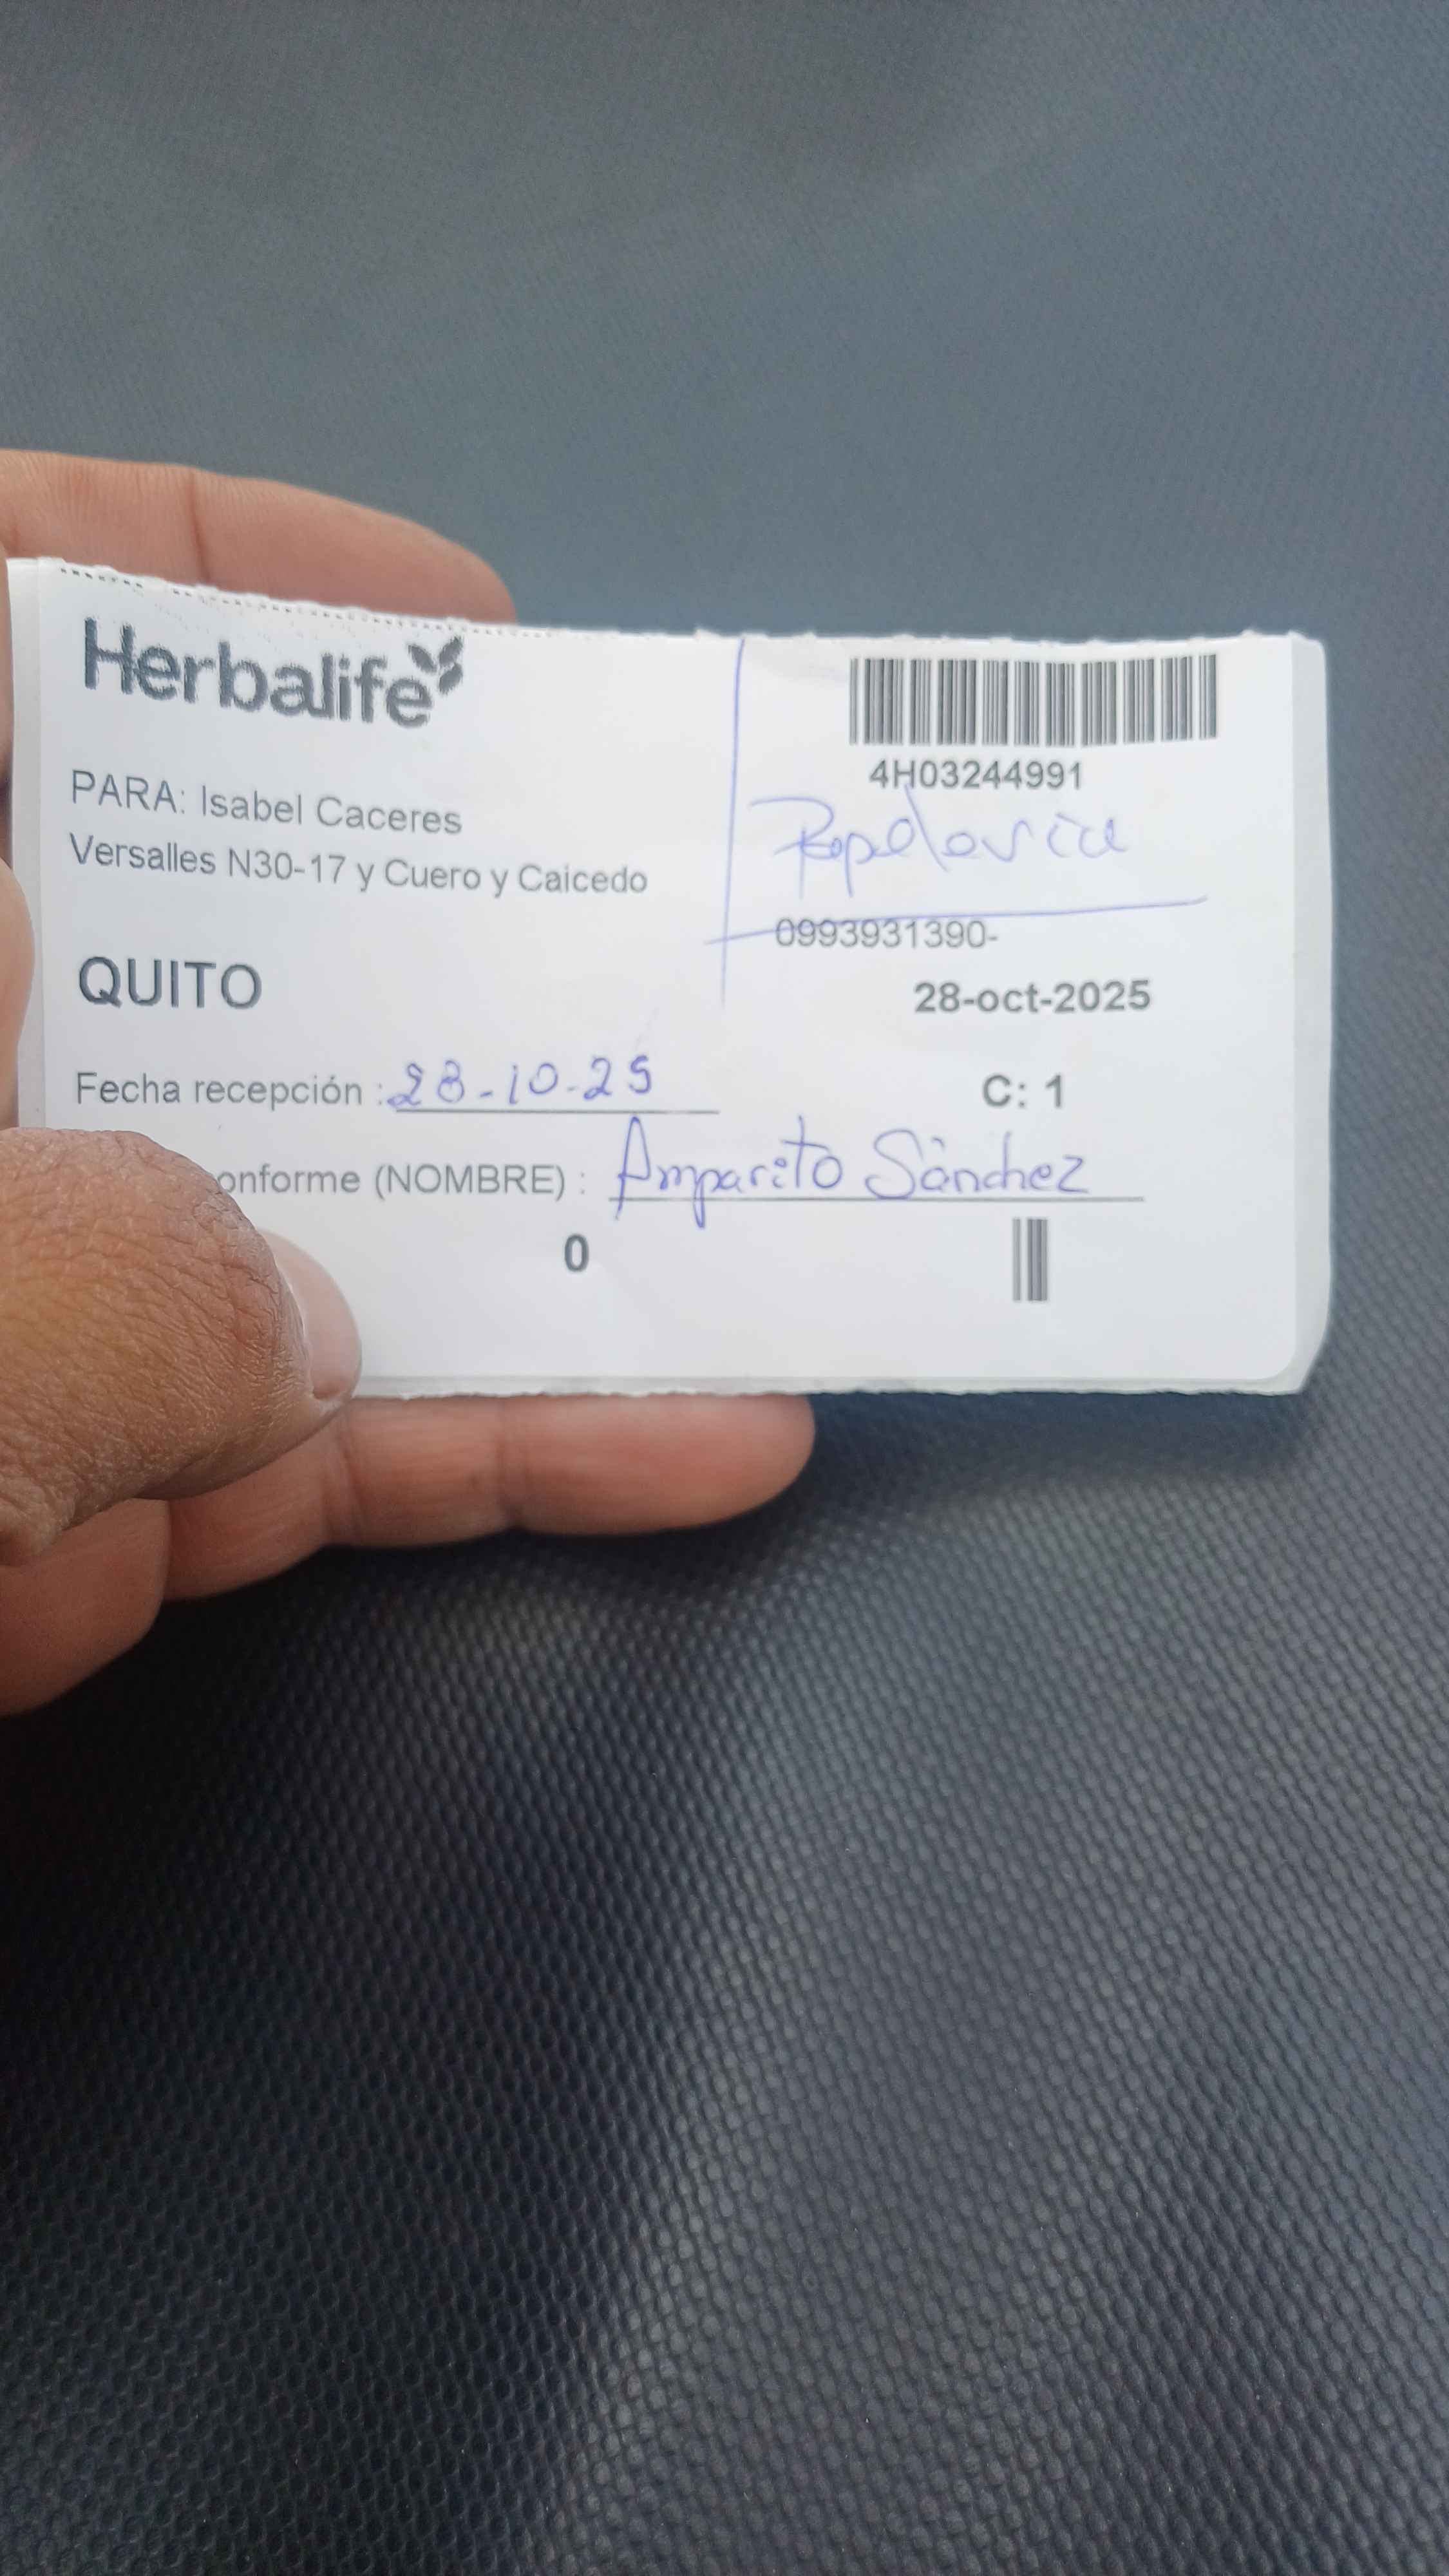 Herbalife
4H03244991
PARA: Isabel Caceres
Versalles N30-17 y Cuero y Caicedo
Papelería
0993931390-
QUITO
28-oct-2025
Fecha recepción : 28-10-25
C: 1
onforme (NOMBRE) : Amparito Sánchez
0